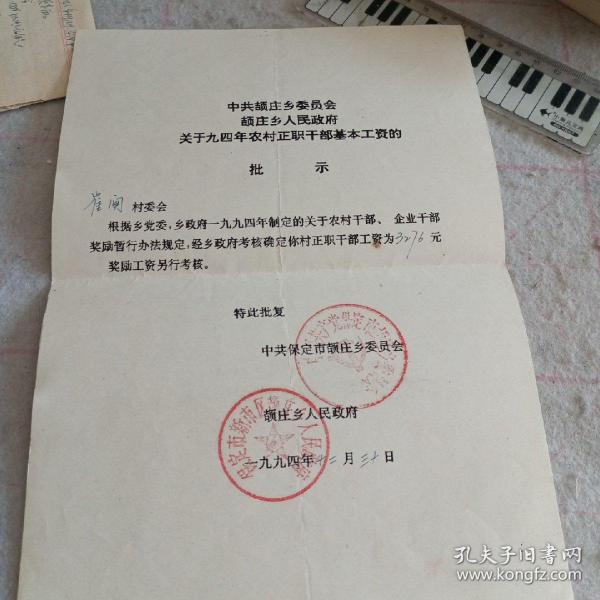 中共颉庄乡委员会
颉庄乡人民政府
关于九四年农村正职干部基本工资的
批 示
崔闸 村委会
根据乡党委,乡政府一九九四年制定的关于农村干部、企业干部
奖励暂行办法规定,经乡政府考核确定你村正职干部工资为3276元
奖励工资另行考核。
特此批复
中共保定市颉庄乡委员会
颉庄乡人民政府
一九九四年十二月三十日
孔夫子旧书网
www.kongfz.com